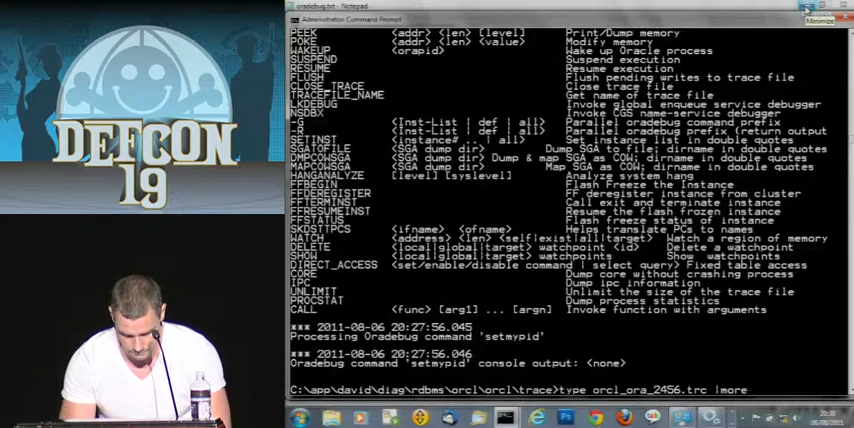 DEFCON
19
oradebug.txt - Notepad
Minimize
Administrator: Command Prompt
PEEK <addr> <len> [level] Print/Dump memory
POKE <addr> <len> <value> Modify memory
WAKEUP <orapid> Wake up Oracle process
SUSPEND Suspend execution
RESUME Resume execution
FLUSH Flush pending writes to trace file
CLOSE_TRACE Close trace file
TRACEFILE_NAME Get name of trace file
LKDEBUG Invoke global enqueue service debugger
NSDBX Invoke CGS name-service debugger
-G <Inst-List | def | all> Parallel oradebug command prefix
-R <Inst-List | def | all> Parallel oradebug prefix (return output
SETINST <instance# .. | all> Set instance list in double quotes
SGATOFILE <SGA dump dir> Dump SGA to file; dirname in double quotes
DMPCOWSGA <SGA dump dir> Dump & map SGA as COW; dirname in double quotes
MAPCOWSGA <SGA dump dir> Map SGA as COW; dirname in double quotes
HANGANALYZE [level] [syslevel] Analyze system hang
FFBEGIN Flash Freeze the Instance
FFDEREGISTER FF deregister instance from cluster
FFTERMINST Call exit and terminate instance
FFRESUMEINST Resume the flash frozen instance
FFSTATUS Flash freeze status of instance
SKDSTTPCS <ifname> <ofname> Helps translate PCs to names
WATCH <address> <len> <self|exist|all|target> Watch a region of memory
DELETE <local|global|target> watchpoint <id> Delete a watchpoint
SHOW <local|global|target> watchpoints Show watchpoints
DIRECT_ACCESS <set/enable/disable command | select query> Fixed table access
CORE Dump core without crashing process
IPC Dump ipc information
UNLIMIT Unlimit the size of the trace file
PROCSTAT Dump process statistics
CALL <func> [arg1] ... [argn] Invoke function with arguments
*** 2011-08-06 20:27:56.045
Processing Oradebug command 'setmypid'
*** 2011-08-06 20:27:56.046
Oradebug command 'setmypid' console output: <none>
C:\app\david\diag\rdbms\orcl\orcl\trace>type orcl_ora_2456.trc |more
20:30
06/08/2011